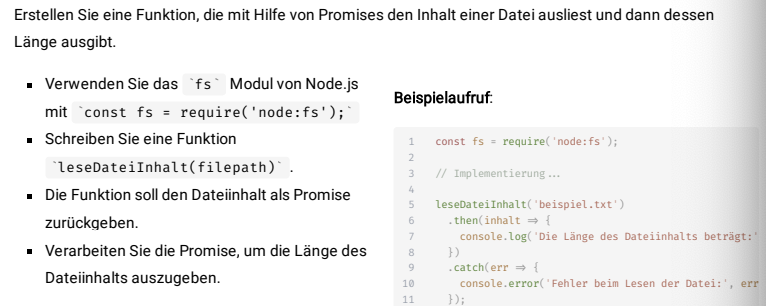 Erstellen Sie eine Funktion, die mit Hilfe von Promises den Inhalt einer Datei ausliest und dann dessen
Länge ausgibt.
Verwenden Sie das `fs` Modul von Node.js
mit `const fs = require('node:fs');`
Schreiben Sie eine Funktion
`leseDateiInhalt(filepath)` .
Die Funktion soll den Dateiinhalt als Promise
zurückgeben.
Verarbeiten Sie die Promise, um die Länge des
Dateiinhalts auszugeben.
Beispielaufruf:
1 const fs = require('node:fs');
2
3 // Implementierung...
4
5 leseDateiInhalt('beispiel.txt')
6 .then(inhalt ⇒ {
7 console.log('Die Länge des Dateiinhalts beträgt:'
8 })
9 .catch(err ⇒ {
10 console.error('Fehler beim Lesen der Datei:', err
11 });